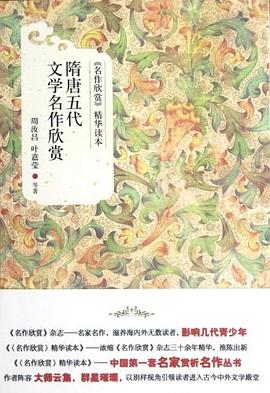 《名作欣赏》精华读本
隋唐五代
文学名作欣赏
周汝昌 叶嘉莹 等著
《名作欣赏》杂志——名家名作，滋养海内外无数读者，影响几代青少年
《〈名作欣赏〉精华读本》——浓缩《名作欣赏》杂志三十余年精华，推陈出新
《〈名作欣赏〉精华读本》——中国第一套名家赏析名作丛书
作者阵容 大师云集，群星璀璨，以别样视角引领读者进入古今中外文学殿堂